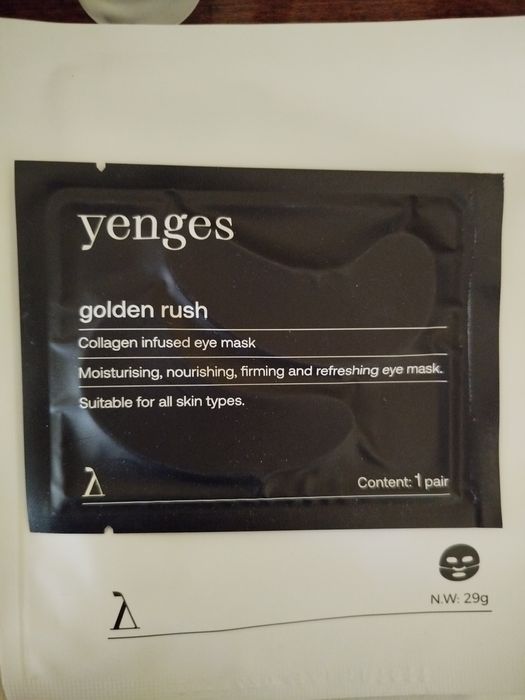 yenges
golden rush
Collagen infused eye mask
Moisturising, nourishing, firming and refreshing eye mask.
Suitable for all skin types.
Content: 1 pair
N.W: 29g